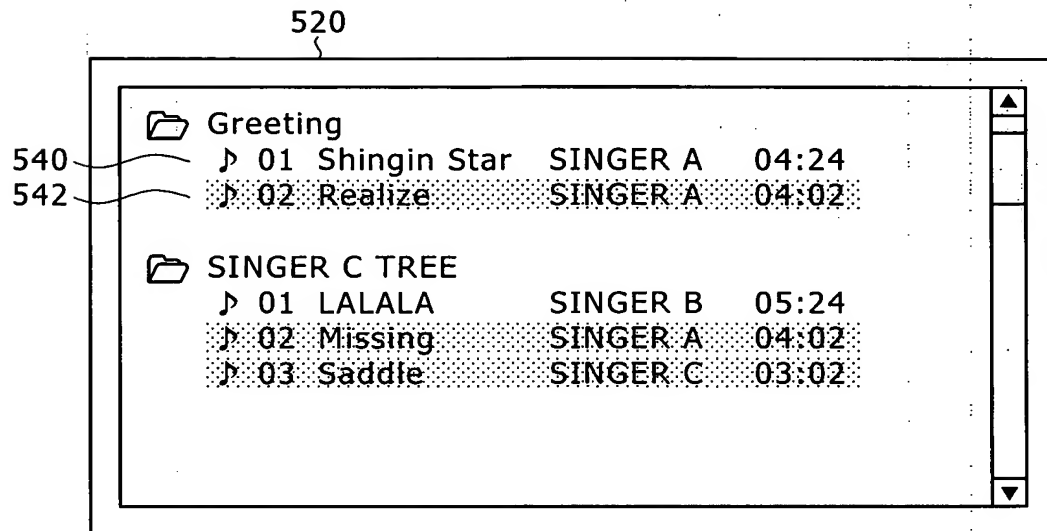 520
Greeting
540 ♪ 01 Shingin Star SINGER A 04:24
542 ♪ 02 Realize SINGER A 04:02
SINGER C TREE
♪ 01 LALALA SINGER B 05:24
♪ 02 Missing SINGER A 04:02
♪ 03 Saddle SINGER C 03:02